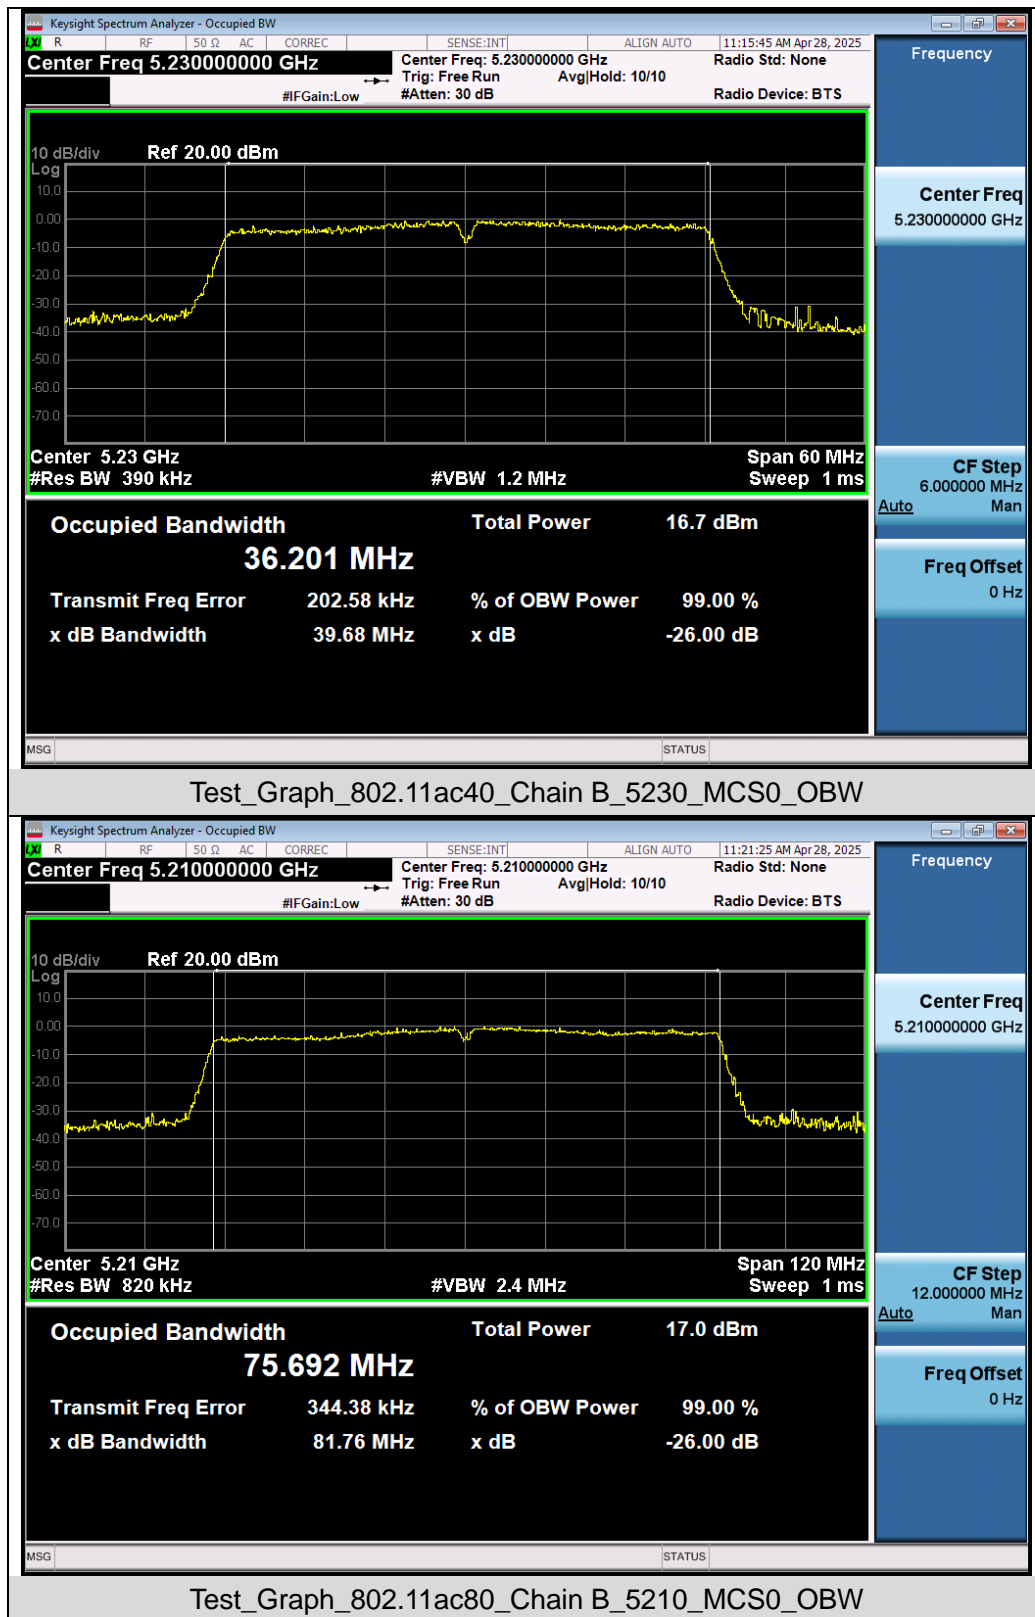 Keysight Spectrum Analyzer - Occupied BW
LXI R RF 50 Ω AC CORREC SENSE:INT ALIGN AUTO 11:15:45 AM Apr 28, 2025
Center Freq 5.230000000 GHz Center Freq: 5.230000000 GHz Radio Std: None
Trig: Free Run Avg|Hold: 10/10
#IFGain:Low #Atten: 30 dB Radio Device: BTS
10 dB/div Ref 20.00 dBm
Log
10.0
0.00
-10.0
-20.0
-30.0
-40.0
-50.0
-60.0
-70.0
Center 5.23 GHz Span 60 MHz
#Res BW 390 kHz #VBW 1.2 MHz Sweep 1 ms
Occupied Bandwidth Total Power 16.7 dBm
36.201 MHz
Transmit Freq Error 202.58 kHz % of OBW Power 99.00 %
x dB Bandwidth 39.68 MHz x dB -26.00 dB
MSG STATUS
Frequency
Center Freq
5.230000000 GHz
CF Step
6.000000 MHz
Auto Man
Freq Offset
0 Hz
Test_Graph_802.11ac40_Chain B_5230_MCS0_OBW
Keysight Spectrum Analyzer - Occupied BW
LXI R RF 50 Ω AC CORREC SENSE:INT ALIGN AUTO 11:21:25 AM Apr 28, 2025
Center Freq 5.210000000 GHz Center Freq: 5.210000000 GHz Radio Std: None
Trig: Free Run Avg|Hold: 10/10
#IFGain:Low #Atten: 30 dB Radio Device: BTS
10 dB/div Ref 20.00 dBm
Log
10.0
0.00
-10.0
-20.0
-30.0
-40.0
-50.0
-60.0
-70.0
Center 5.21 GHz Span 120 MHz
#Res BW 820 kHz #VBW 2.4 MHz Sweep 1 ms
Occupied Bandwidth Total Power 17.0 dBm
75.692 MHz
Transmit Freq Error 344.38 kHz % of OBW Power 99.00 %
x dB Bandwidth 81.76 MHz x dB -26.00 dB
MSG STATUS
Frequency
Center Freq
5.210000000 GHz
CF Step
12.000000 MHz
Auto Man
Freq Offset
0 Hz
Test_Graph_802.11ac80_Chain B_5210_MCS0_OBW